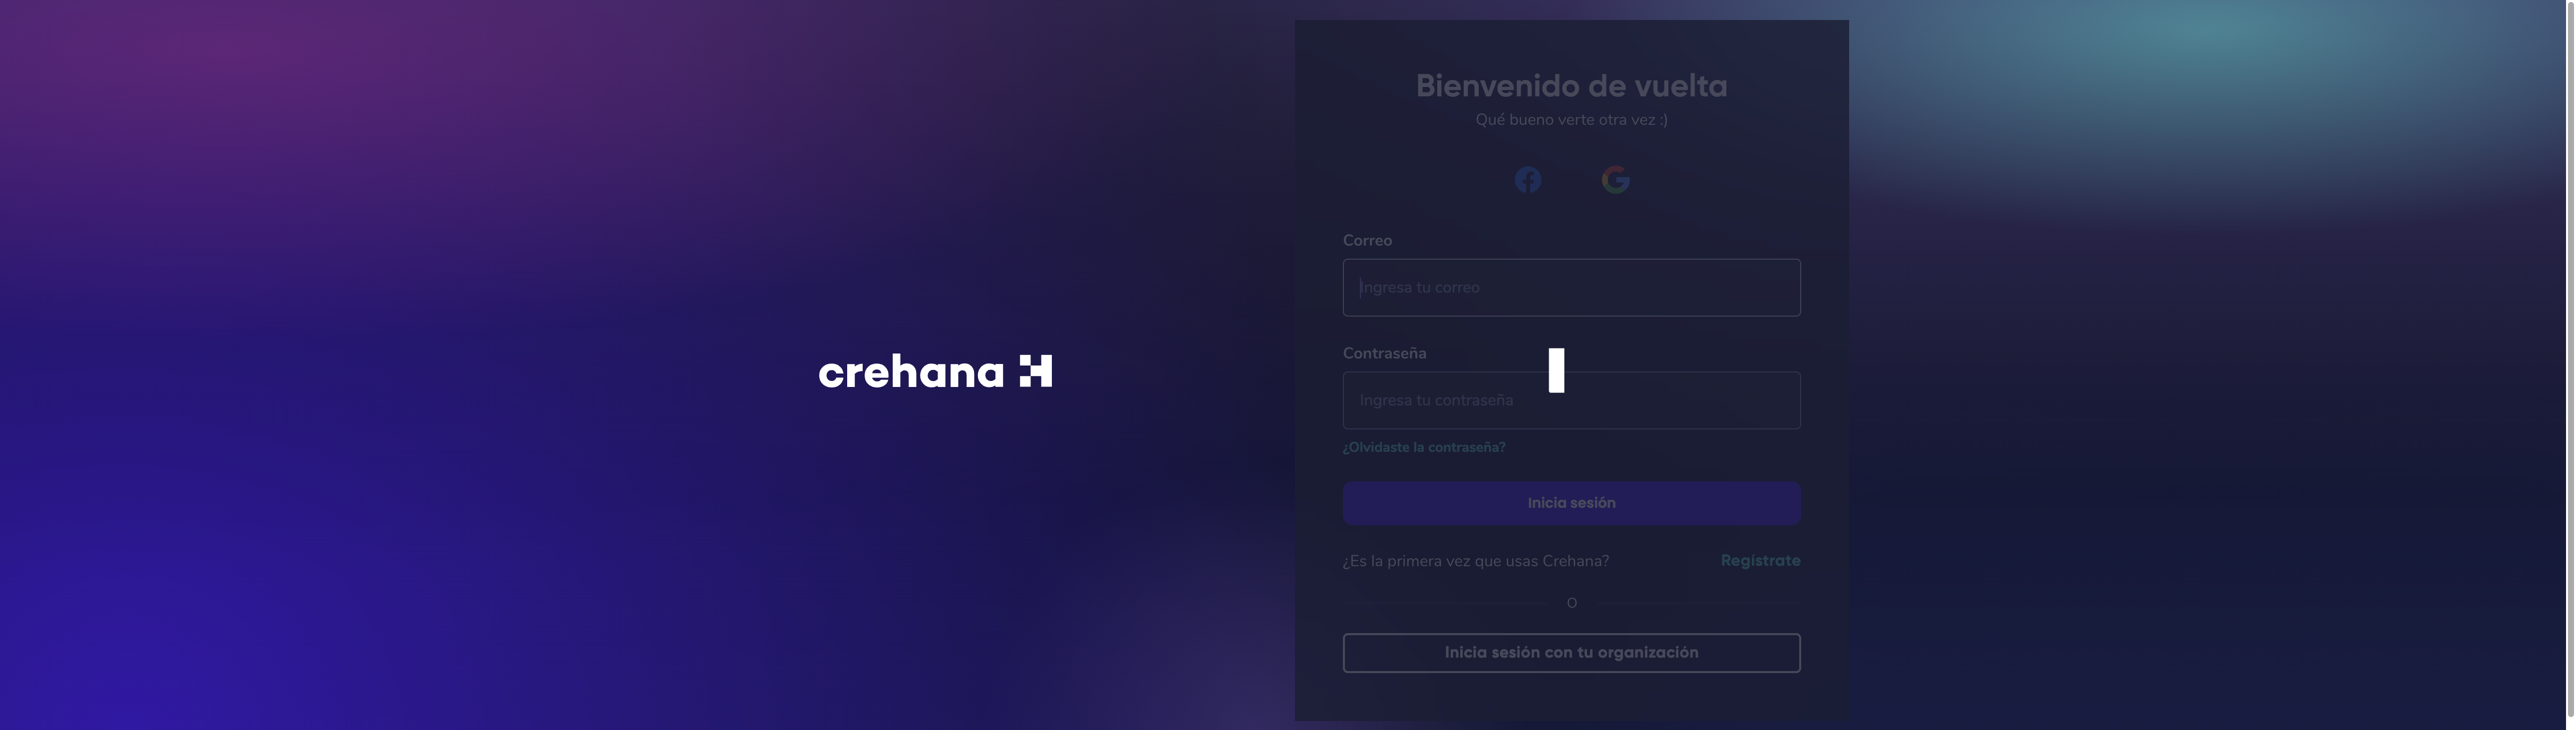 crehana
Bienvenido de vuelta
Qué bueno verte otra vez :)
Correo
Ingresa tu correo
Contraseña
Ingresa tu contraseña
¿Olvidaste la contraseña?
Inicia sesión
¿Es la primera vez que usas Crehana? Regístrate
O
Inicia sesión con tu organización